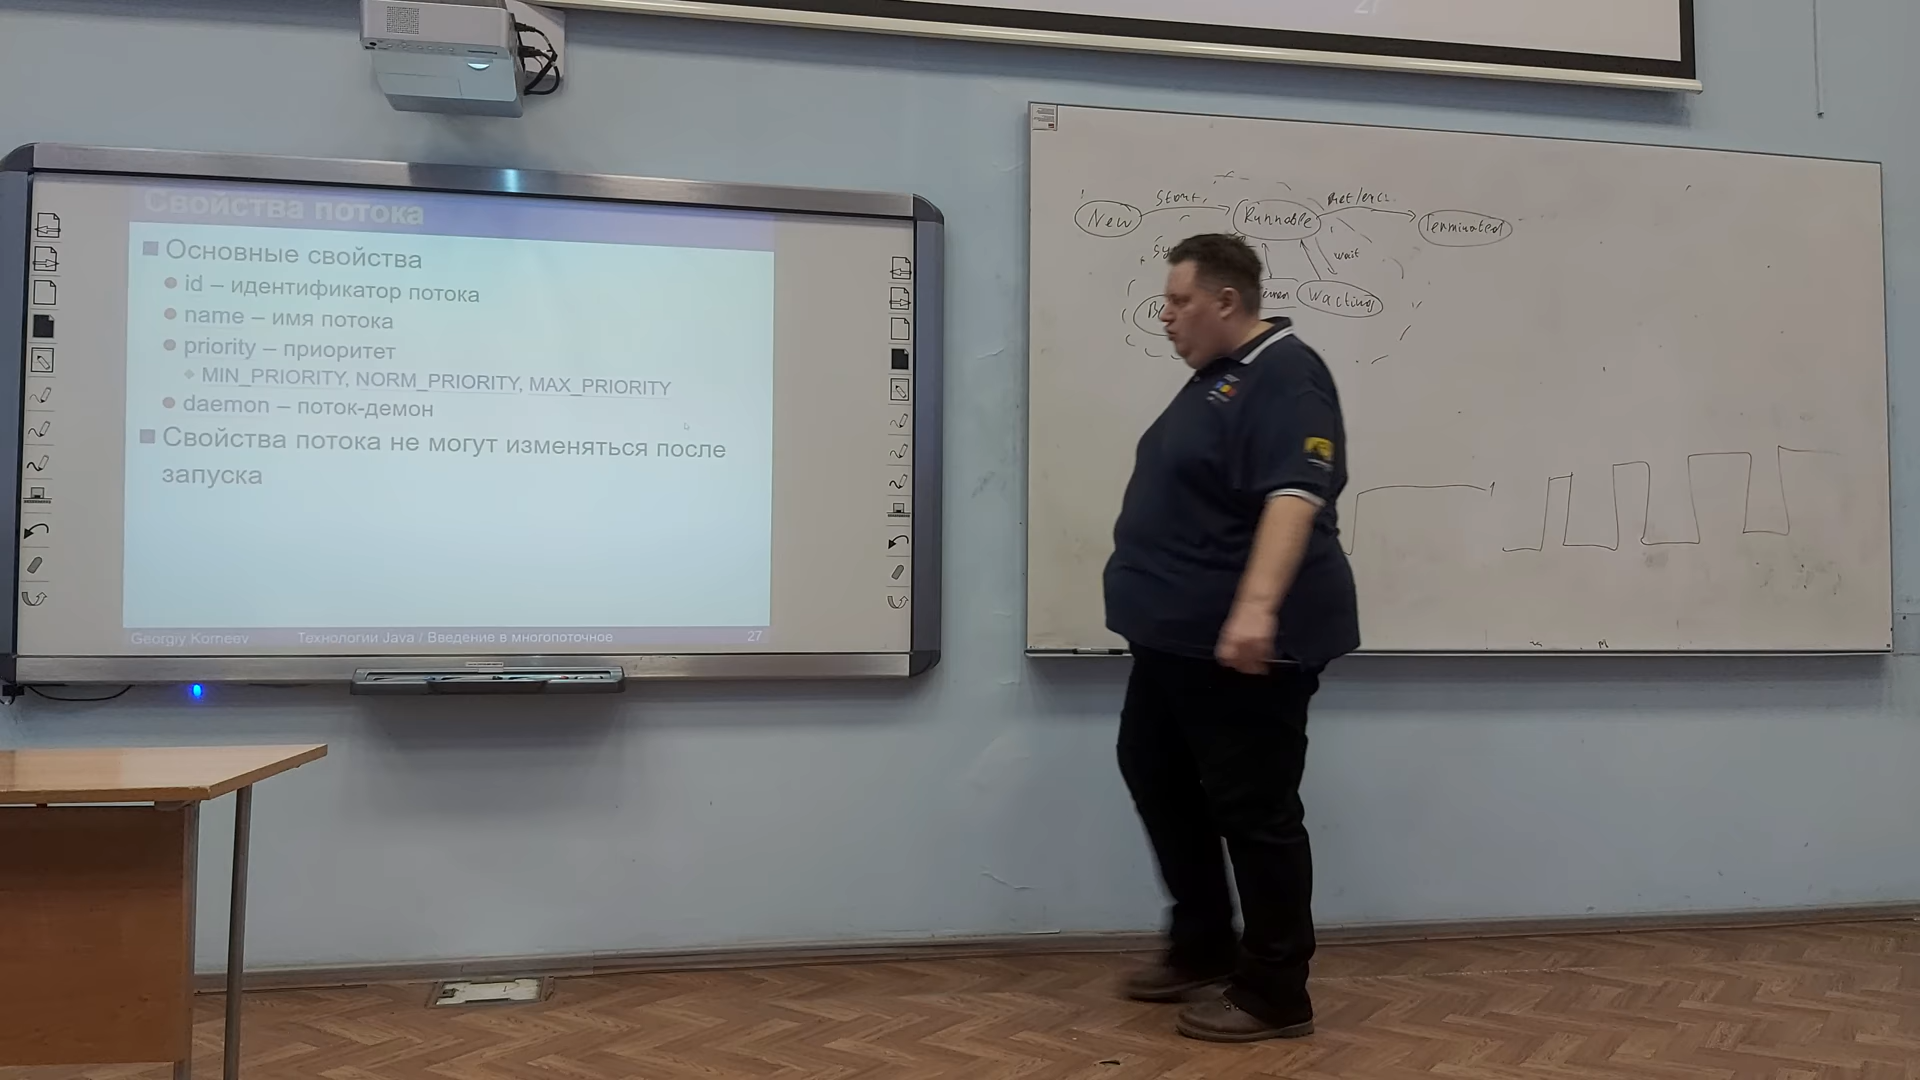 27
Свойства потока
Основные свойства
id – идентификатор потока
name – имя потока
priority – приоритет
MIN_PRIORITY, NORM_PRIORITY, MAX_PRIORITY
daemon – поток-демон
Свойства потока не могут изменяться после
запуска
Georgiy Korneev Технологии Java / Введение в многопоточное 27
Start
New Runnable Terminated
wait
Waiting